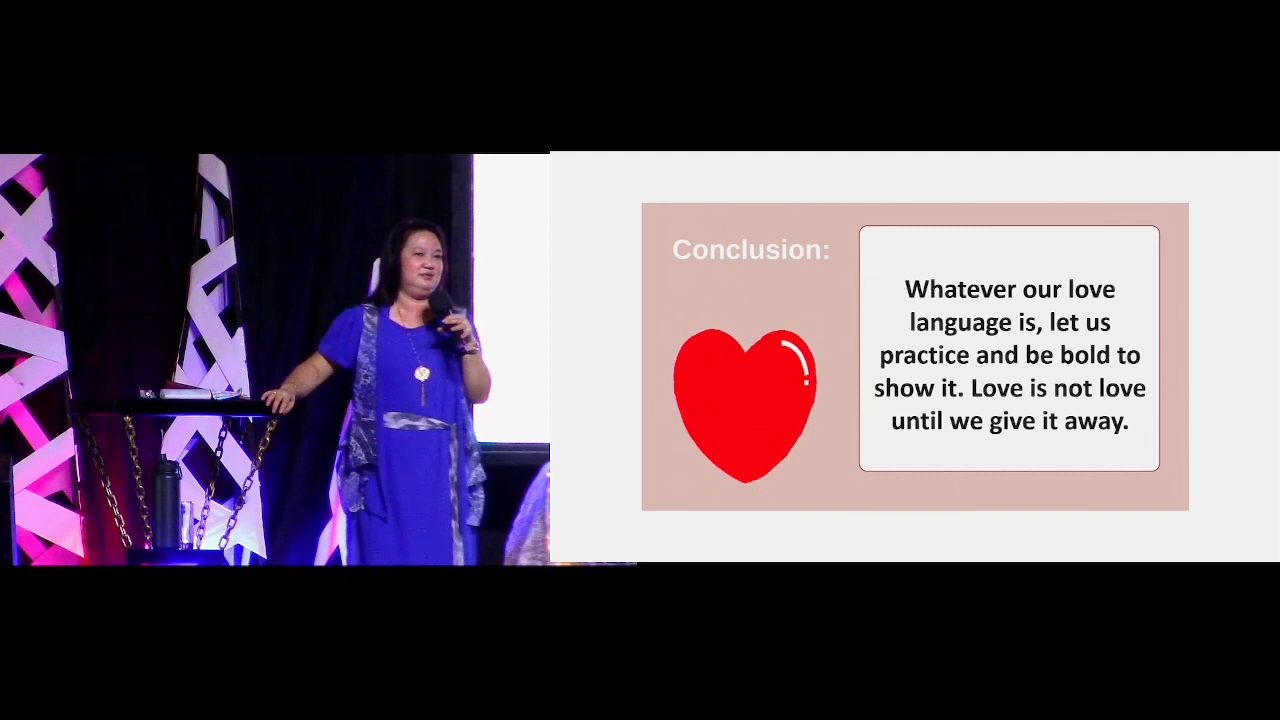 Conclusion:
Whatever our love
language is, let us
practice and be bold to
show it. Love is not love
until we give it away.